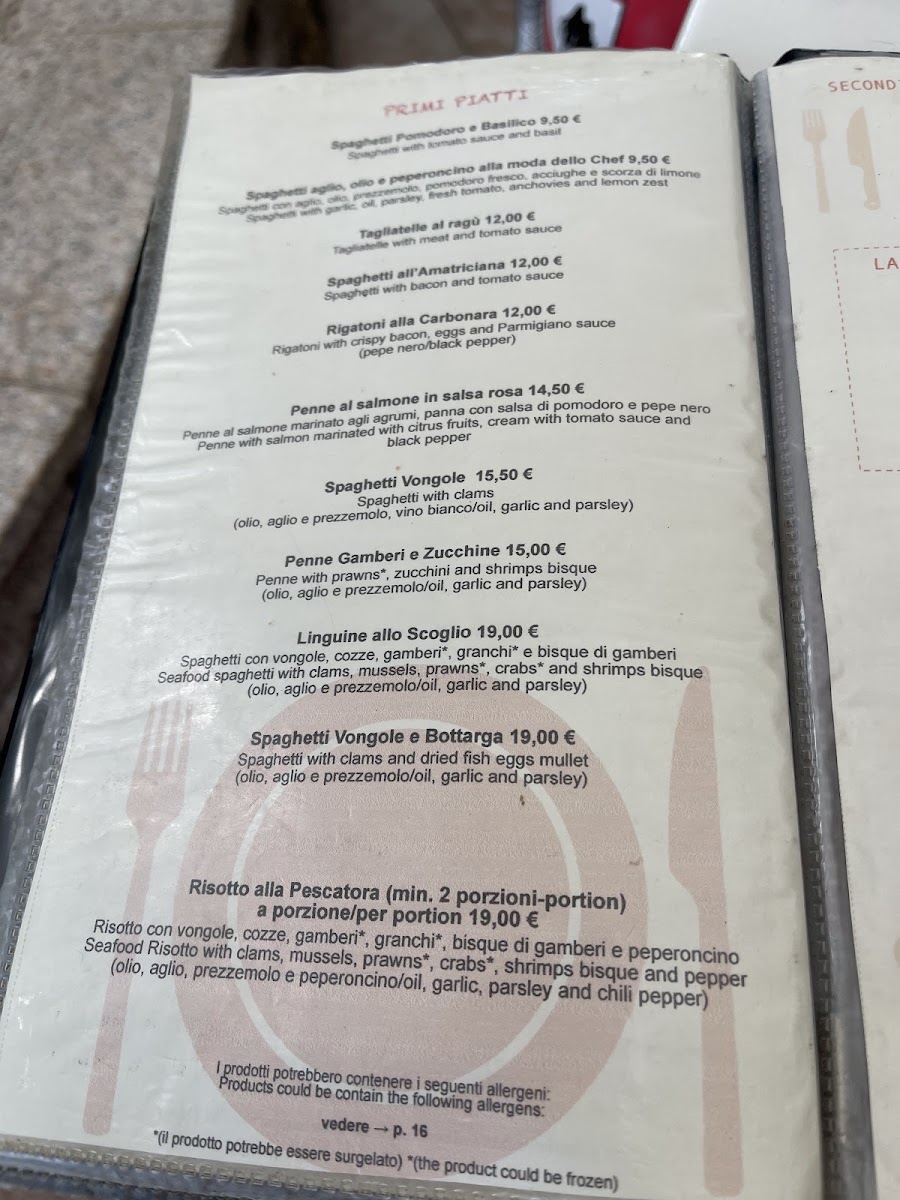 PRIMI PIATTI
Spaghetti Pomodoro e Basilico 9,50 €
Spaghetti with tomato sauce and basil
Spaghetti aglio, olio e peperoncino alla moda dello Chef 9,50 €
Spaghetti con aglio, olio, prezzemolo, pomodoro fresco, acciughe e scorza di limone
Spaghetti with garlic, oil, parsley, fresh tomato, anchovies and lemon zest
Tagliatelle al ragù 12,00 €
Tagliatelle with meat and tomato sauce
Spaghetti all'Amatriciana 12,00 €
Spaghetti with bacon and tomato sauce
Rigatoni alla Carbonara 12,00 €
Rigatoni with crispy bacon, eggs and Parmigiano sauce
(pepe nero/black pepper)
Penne al salmone in salsa rosa 14,50 €
Penne al salmone marinato agli agrumi, panna con salsa di pomodoro e pepe nero
Penne with salmon marinated with citrus fruits, cream with tomato sauce and
black pepper
Spaghetti Vongole 15,50 €
Spaghetti with clams
(olio, aglio e prezzemolo, vino bianco/oil, garlic and parsley)
Penne Gamberi e Zucchine 15,00 €
Penne with prawns*, zucchini and shrimps bisque
(olio, aglio e prezzemolo/oil, garlic and parsley)
Linguine allo Scoglio 19,00 €
Spaghetti con vongole, cozze, gamberi*, granchi* e bisque di gamberi
Seafood spaghetti with clams, mussels, prawns*, crabs* and shrimps bisque
(olio, aglio e prezzemolo/oil, garlic and parsley)
Spaghetti Vongole e Bottarga 19,00 €
Spaghetti with clams and dried fish eggs mullet
(olio, aglio e prezzemolo/oil, garlic and parsley)
Risotto alla Pescatora (min. 2 porzioni-portion)
a porzione/per portion 19,00 €
Risotto con vongole, cozze, gamberi*, granchi*, bisque di gamberi e peperoncino
Seafood Risotto with clams, mussels, prawns*, crabs*, shrimps bisque and pepper
(olio, aglio, prezzemolo e peperoncino/oil, garlic, parsley and chili pepper)
I prodotti potrebbero contenere i seguenti allergeni:
Products could be contain the following allergens:
vedere → p. 16
*(il prodotto potrebbe essere surgelato) *(the product could be frozen)
SECOND
LA